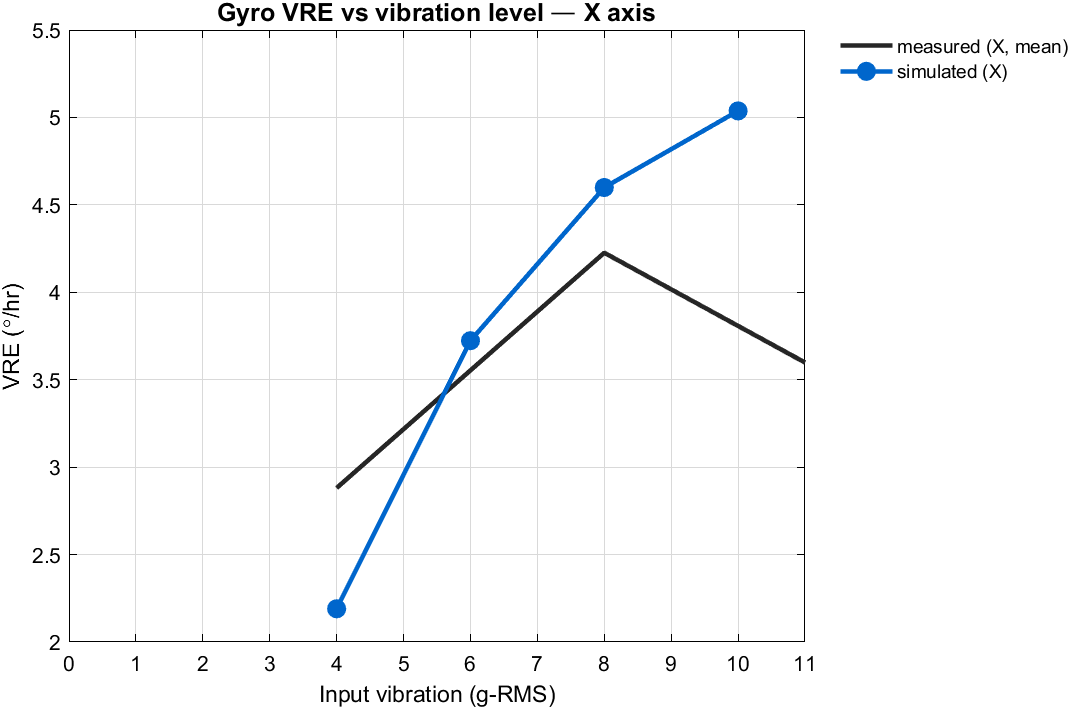 Gyro VRE vs vibration level — X axis
measured (X, mean)
simulated (X)
5.5
5
4.5
4
3.5
3
2.5
2
VRE (°/hr)
0 1 2 3 4 5 6 7 8 9 10 11
Input vibration (g-RMS)